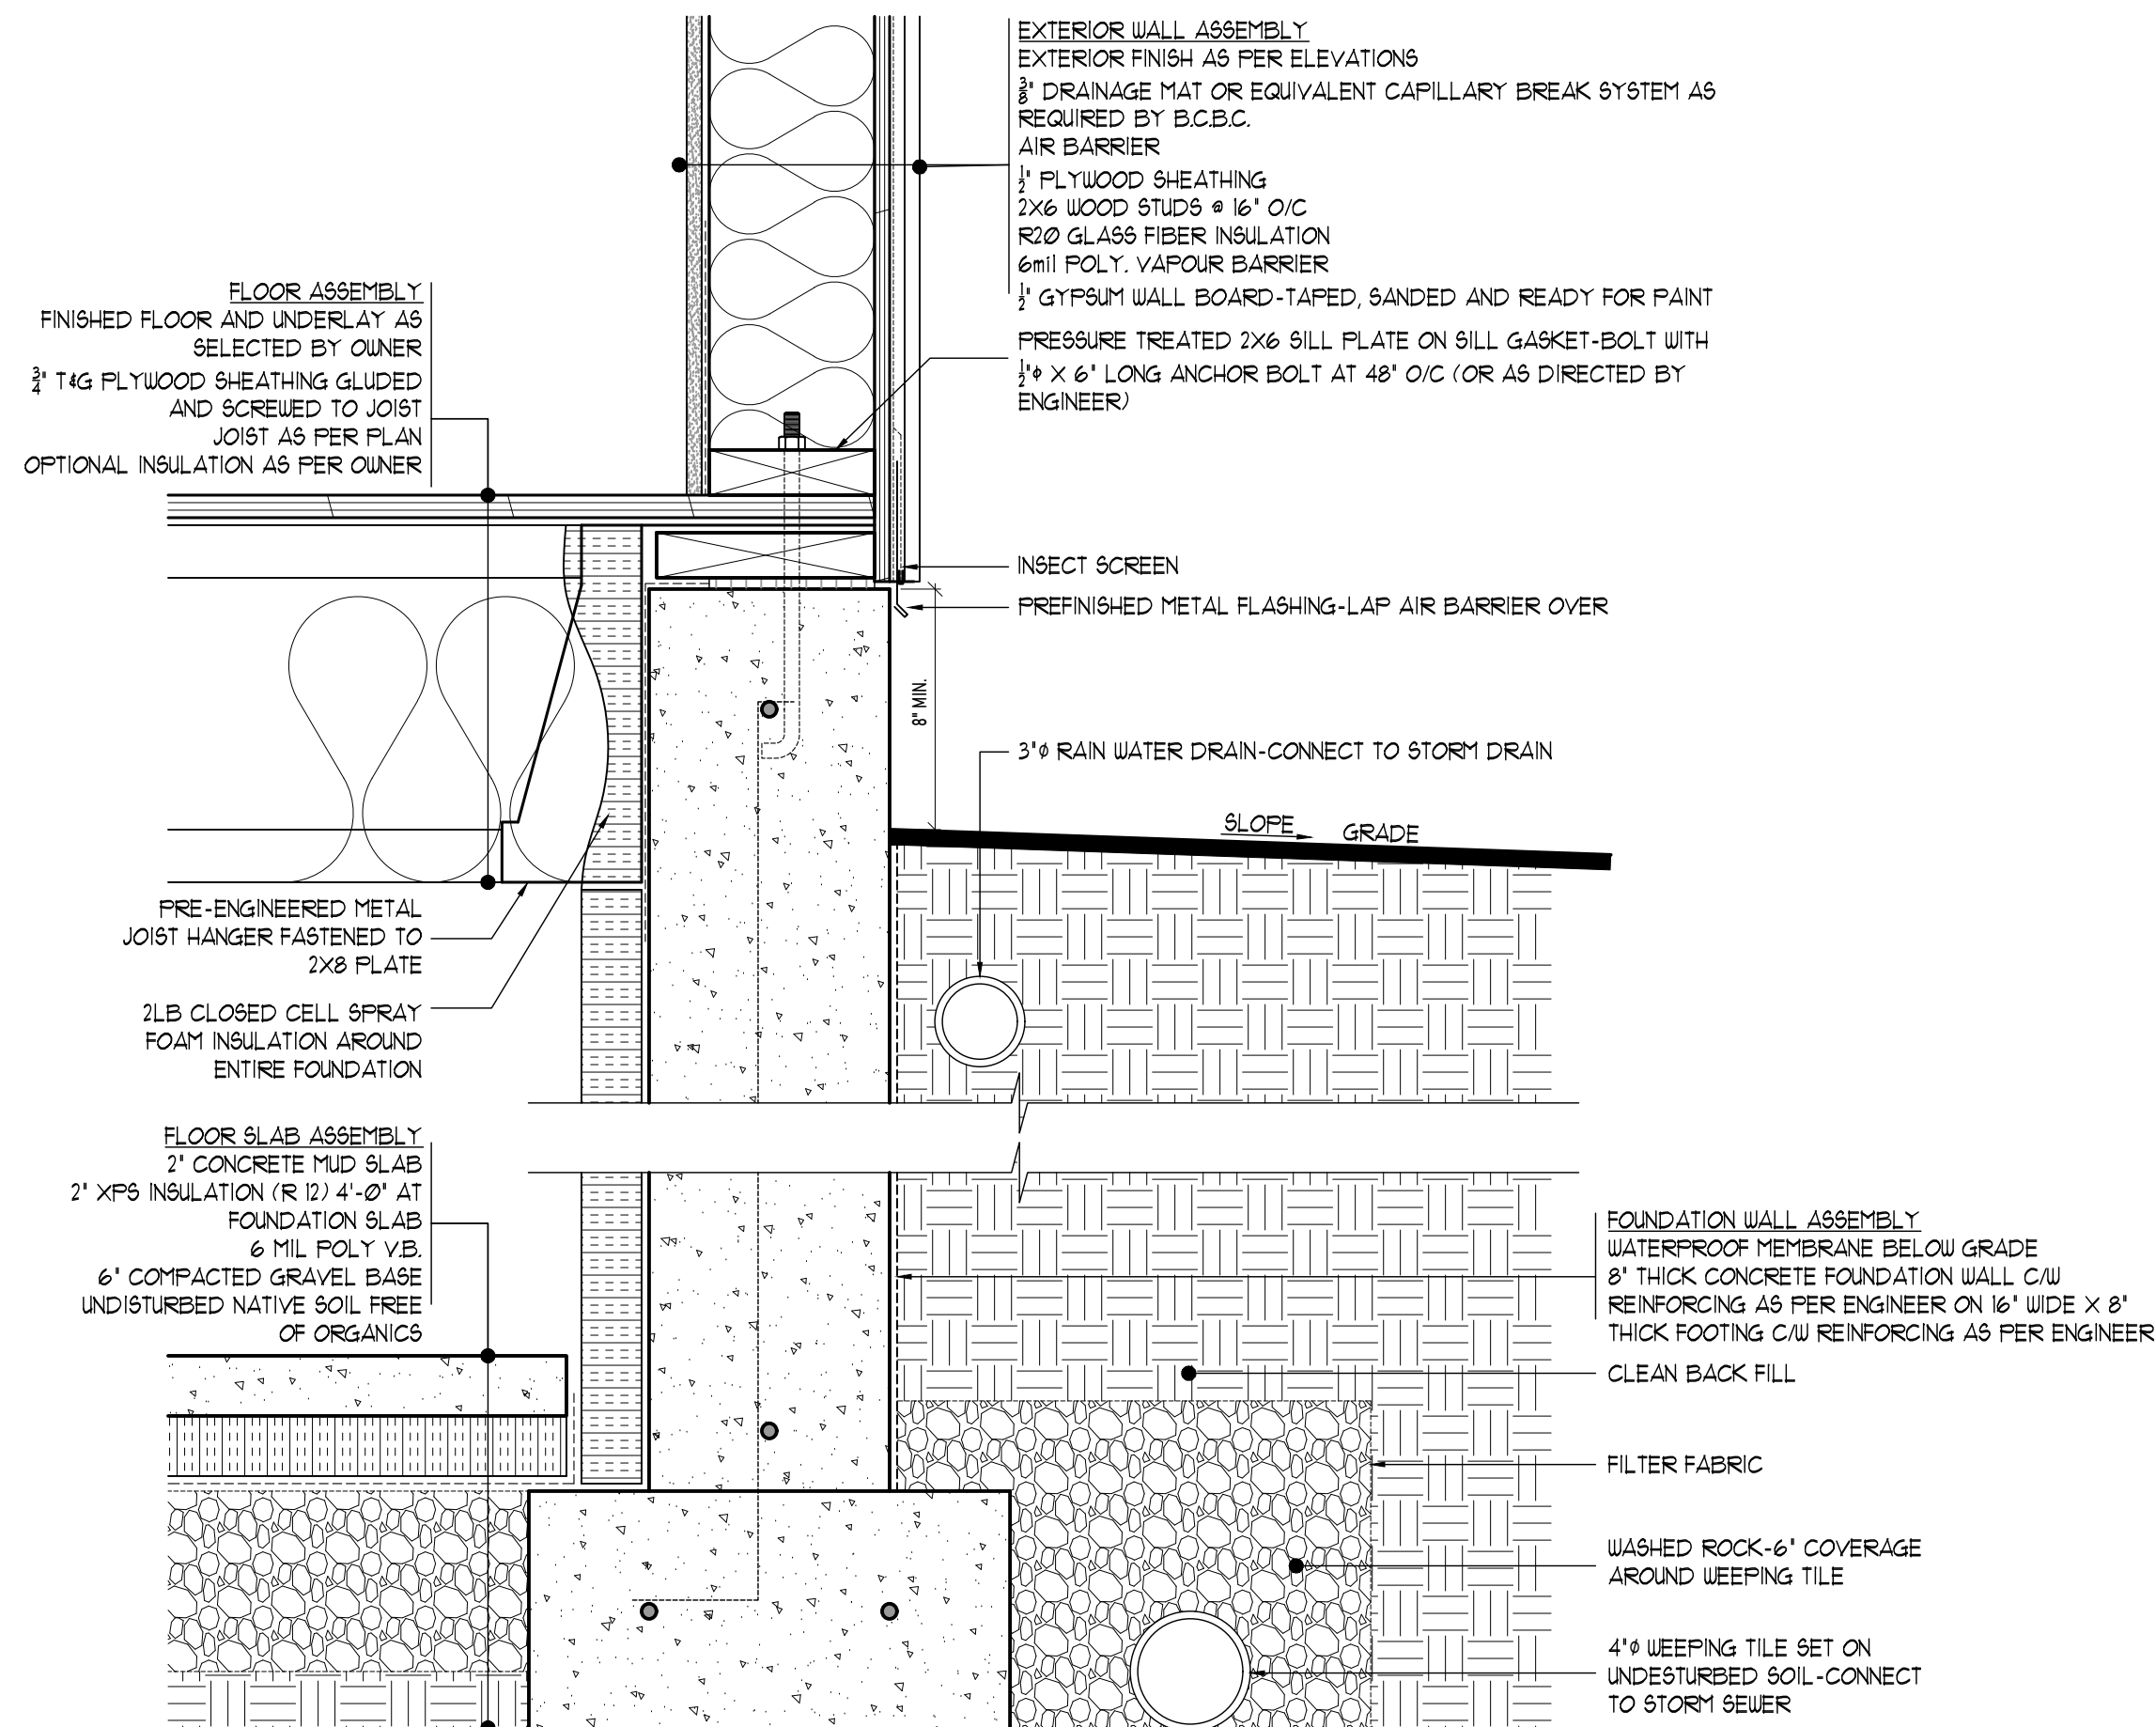 EXTERIOR WALL ASSEMBLY
EXTERIOR FINISH AS PER ELEVATIONS
3/8" DRAINAGE MAT OR EQUIVALENT CAPILLARY BREAK SYSTEM AS
REQUIRED BY B.C.B.C.
AIR BARRIER
1/2" PLYWOOD SHEATHING
2X6 WOOD STUDS @ 16" O/C
R20 GLASS FIBER INSULATION
6mil POLY. VAPOUR BARRIER
1/2" GYPSUM WALL BOARD-TAPED, SANDED AND READY FOR PAINT
PRESSURE TREATED 2X6 SILL PLATE ON SILL GASKET-BOLT WITH
1/2"ϕ X 6" LONG ANCHOR BOLT AT 48" O/C (OR AS DIRECTED BY
ENGINEER)
FLOOR ASSEMBLY
FINISHED FLOOR AND UNDERLAY AS
SELECTED BY OWNER
3/4" T&G PLYWOOD SHEATHING GLUDED
AND SCREWED TO JOIST
JOIST AS PER PLAN
OPTIONAL INSULATION AS PER OWNER
INSECT SCREEN
PREFINISHED METAL FLASHING-LAP AIR BARRIER OVER
8" MIN.
3"ϕ RAIN WATER DRAIN-CONNECT TO STORM DRAIN
SLOPE
GRADE
PRE-ENGINEERED METAL
JOIST HANGER FASTENED TO
2X8 PLATE
2LB CLOSED CELL SPRAY
FOAM INSULATION AROUND
ENTIRE FOUNDATION
FLOOR SLAB ASSEMBLY
2" CONCRETE MUD SLAB
2" XPS INSULATION (R 12) 4'-0" AT
FOUNDATION SLAB
6 MIL POLY V.B.
6" COMPACTED GRAVEL BASE
UNDISTURBED NATIVE SOIL FREE
OF ORGANICS
FOUNDATION WALL ASSEMBLY
WATERPROOF MEMBRANE BELOW GRADE
8" THICK CONCRETE FOUNDATION WALL C/W
REINFORCING AS PER ENGINEER ON 16" WIDE X 8"
THICK FOOTING C/W REINFORCING AS PER ENGINEER
CLEAN BACK FILL
FILTER FABRIC
WASHED ROCK-6" COVERAGE
AROUND WEEPING TILE
4"ϕ WEEPING TILE SET ON
UNDESTURBED SOIL-CONNECT
TO STORM SEWER